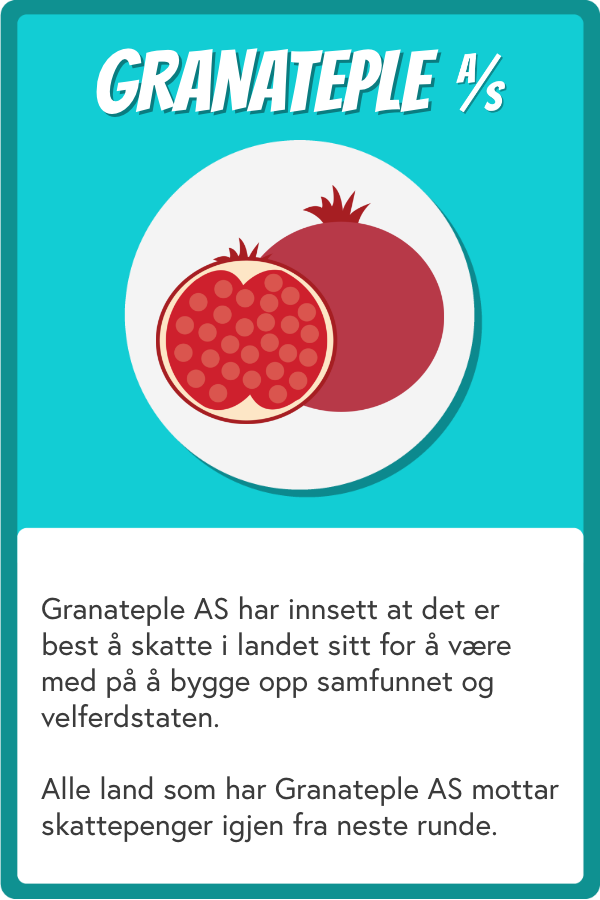 GRANATEPLE A/S
Granateple AS har innsett at det er
best å skatte i landet sitt for å være
med på å bygge opp samfunnet og
velferdstaten.
Alle land som har Granateple AS mottar
skattepenger igjen fra neste runde.